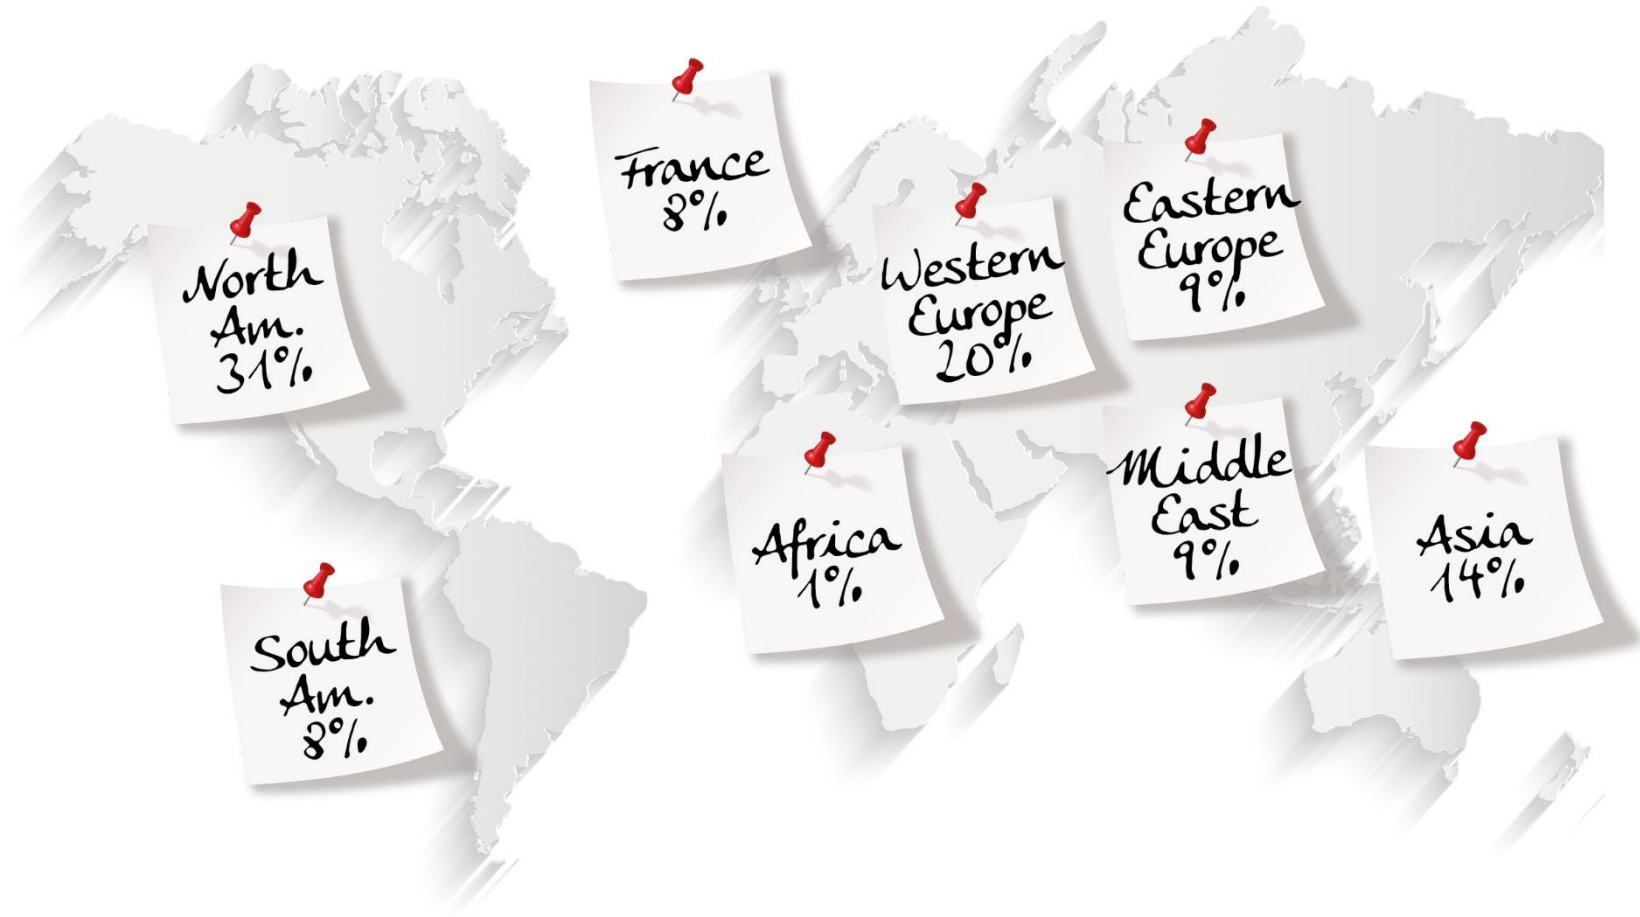 France
8%
Eastern
Europe
9%
North
Am.
31%
Western
Europe
20%
Middle
East
9%
Africa
1%
Asia
14%
South
Am.
8%